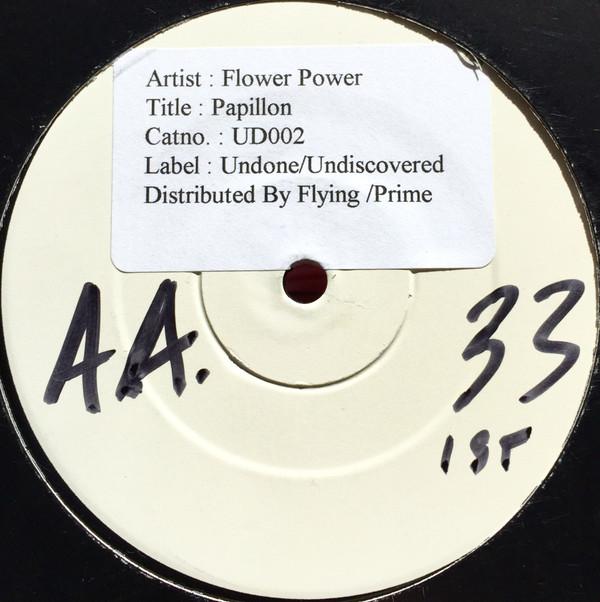 Artist : Flower Power
Title : Papillon
Catno. : UD002
Label : Undone/Undiscovered
Distributed By Flying /Prime
AA.
33